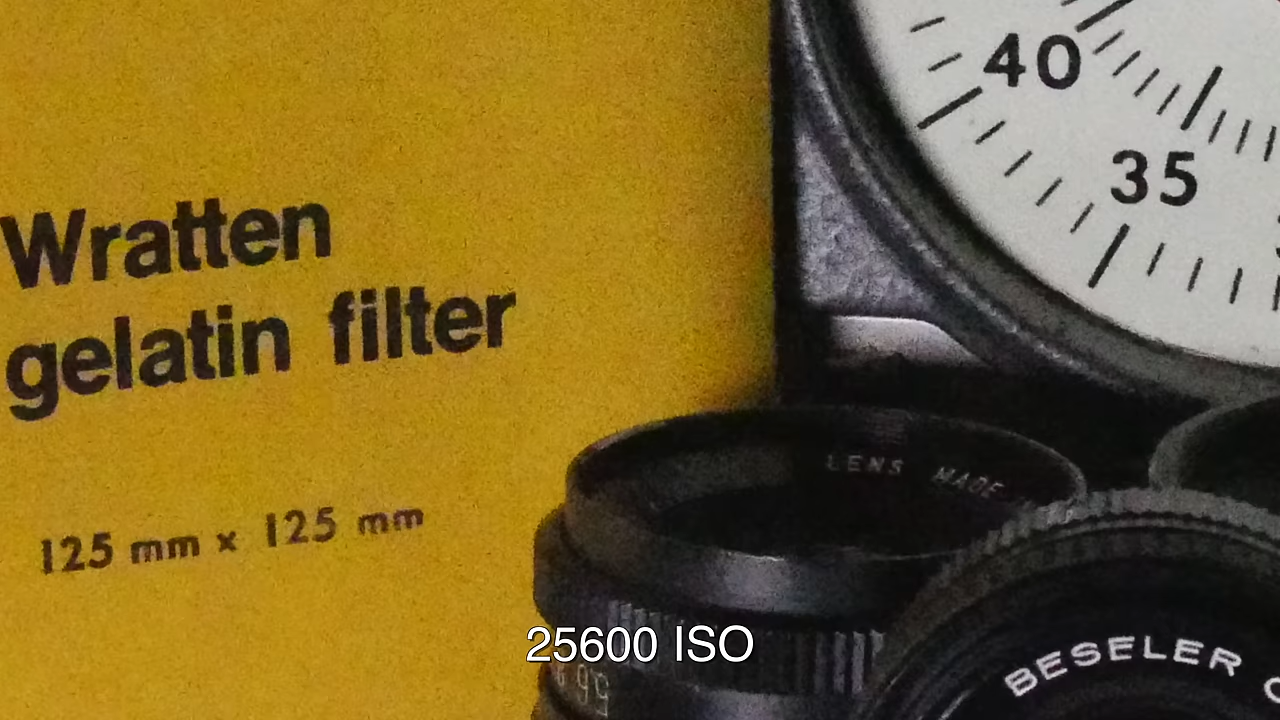 40
35
Wratten
gelatin filter
125 mm x 125 mm
LENS MADE
25600 ISO
BESELER